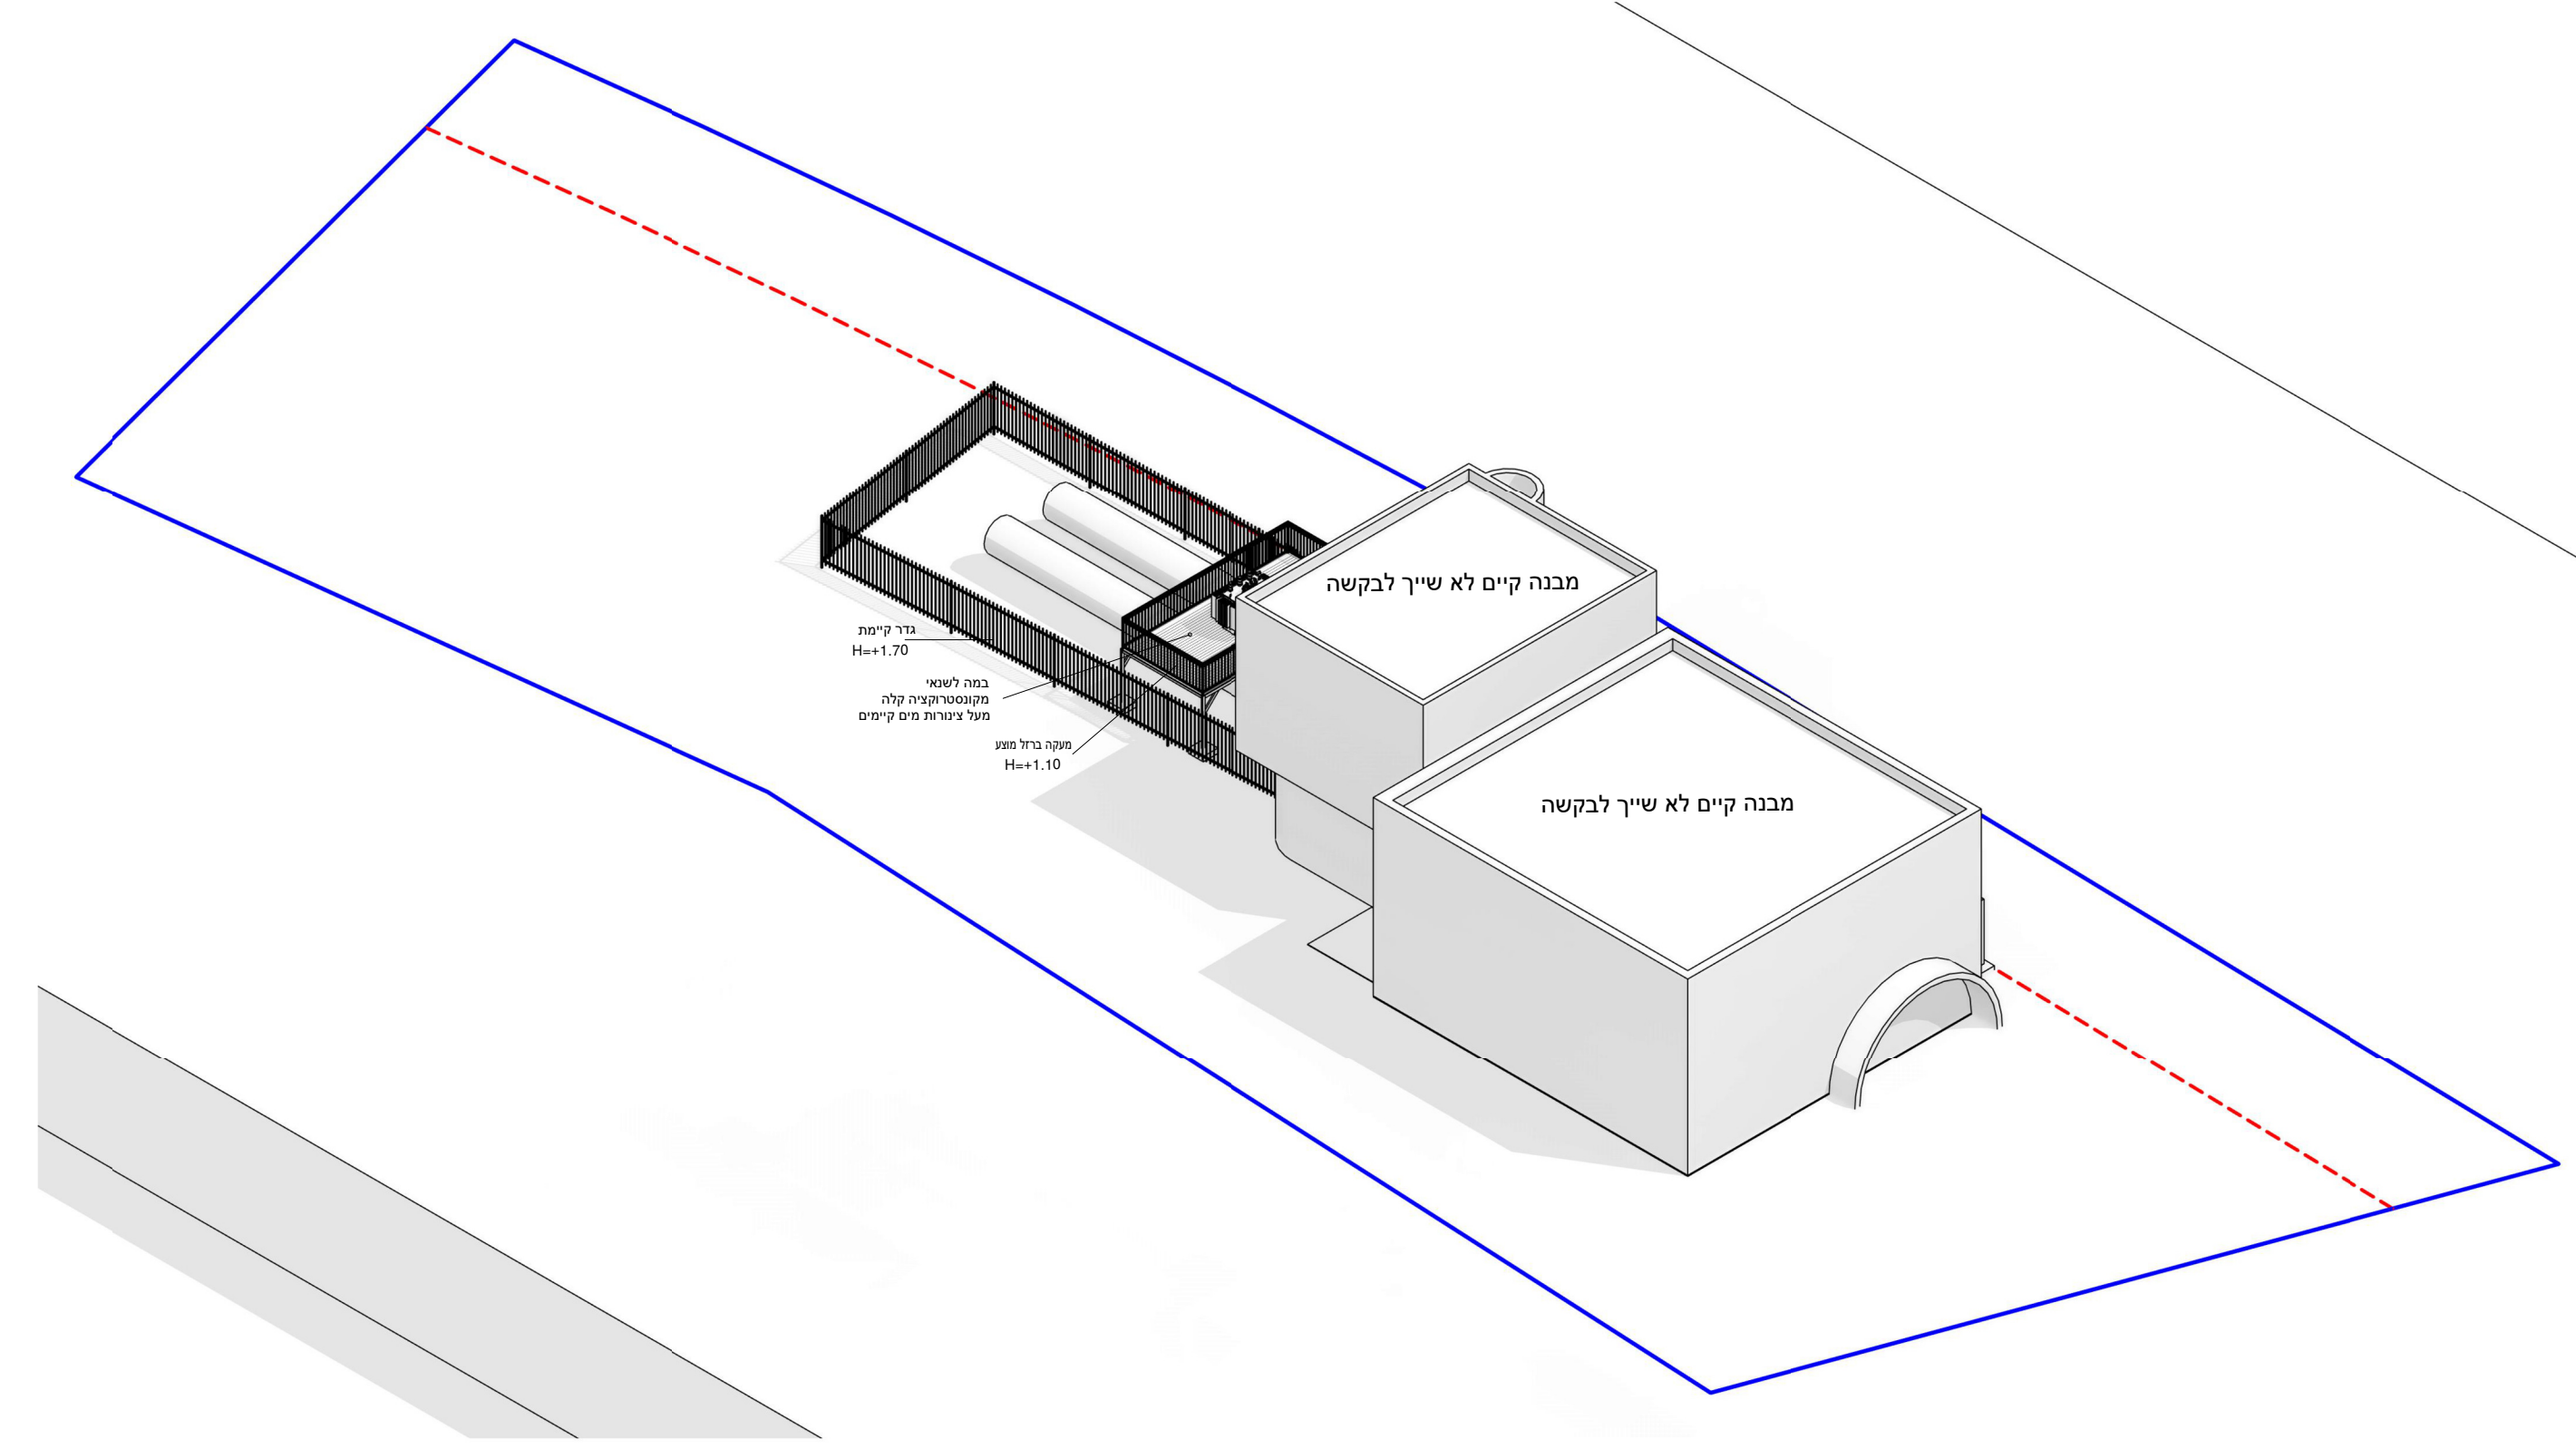 מבנה קיים לא שייך לבקשה
גדר קיימת
H=+1.70
במה לשנאי
מקונסטרוקציה קלה
מעל צינורות מים קיימים
מעקה ברזל מוצע
H=+1.10
מבנה קיים לא שייך לבקשה